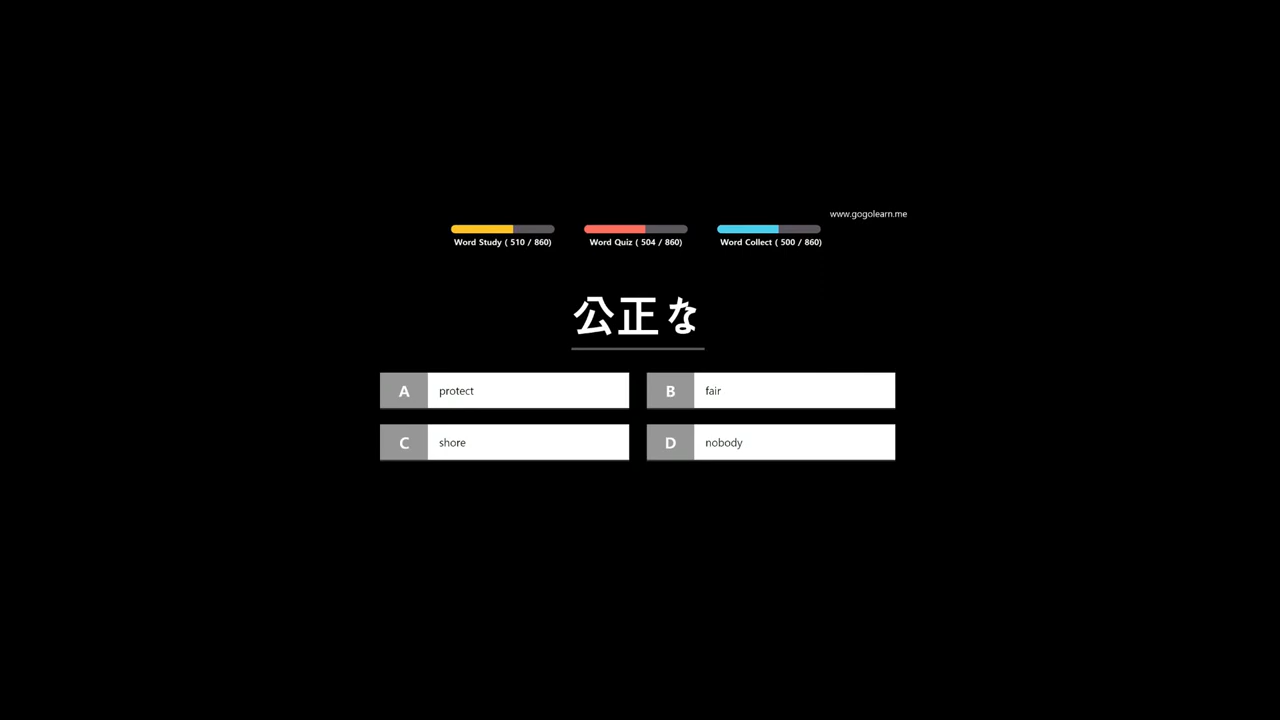 www.gogolearn.me
Word Study ( 510 / 860) Word Quiz ( 504 / 860) Word Collect ( 500 / 860)
公正な
A protect B fair
C shore D nobody